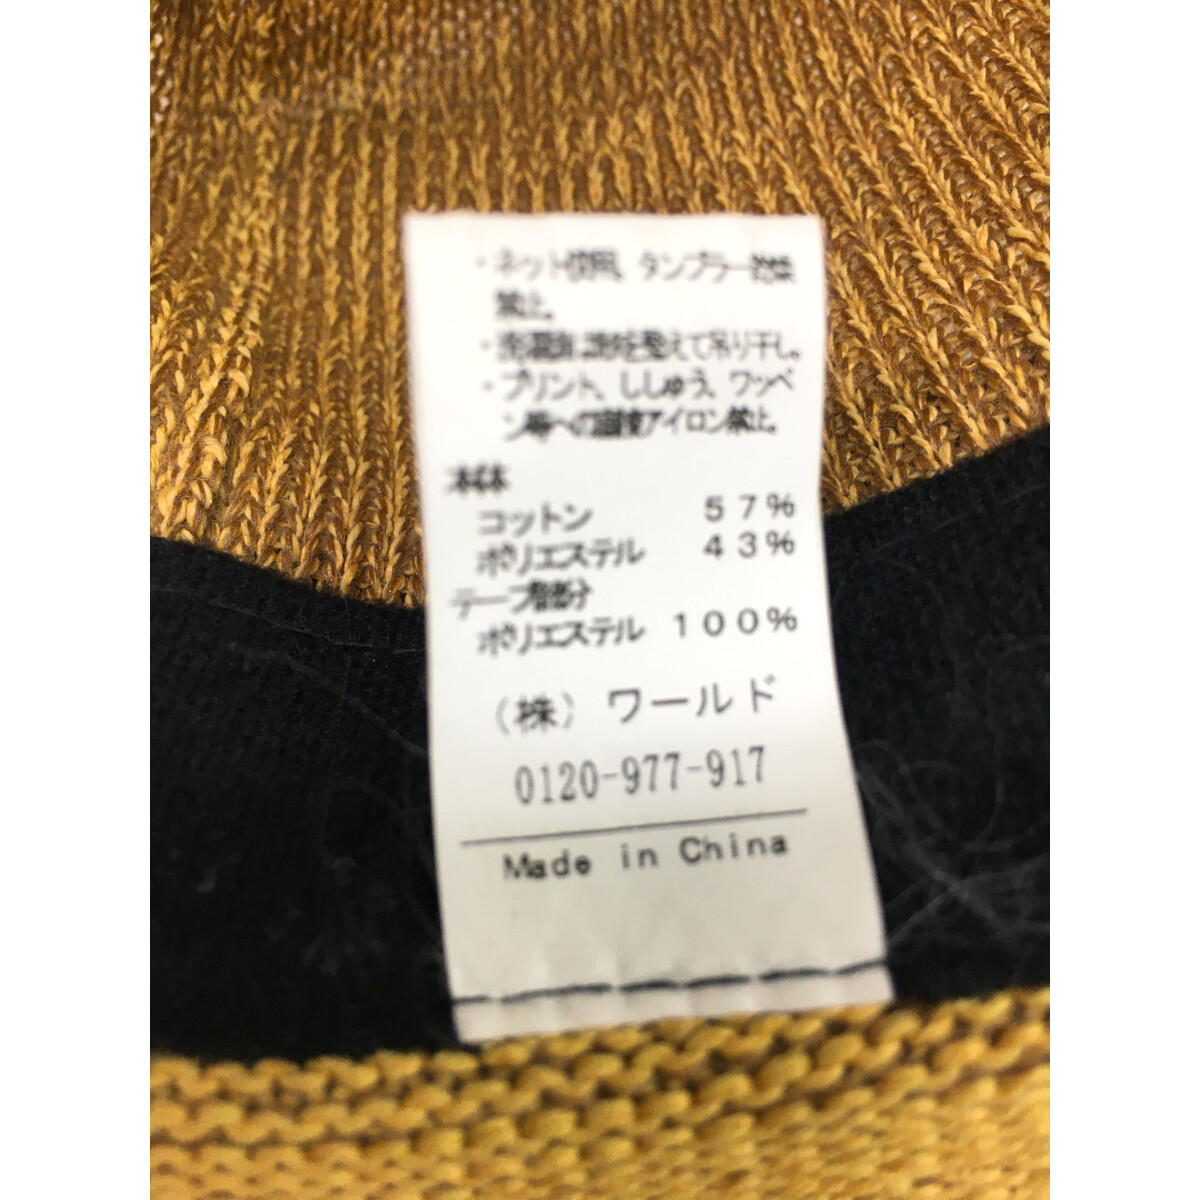 ・ネット使用、タンブラー乾燥
禁止。
・洗濯後は形を整えて吊り干し。
・プリント、ししゅう、ワッペ
ン等への直接アイロン禁止。
本体
コットン 57%
ポリエステル 43%
テープ部分
ポリエステル 100%
(株) ワールド
0120-977-917
Made in China